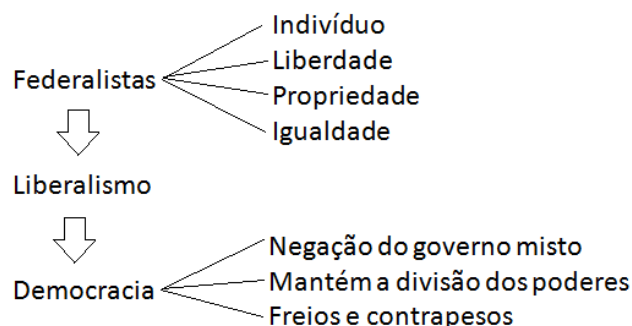 Indivíduo
Liberdade
Federalistas
Propriedade
Igualdade
Liberalismo
Negação do governo misto
Mantém a divisão dos poderes
Democracia
Freios e contrapesos